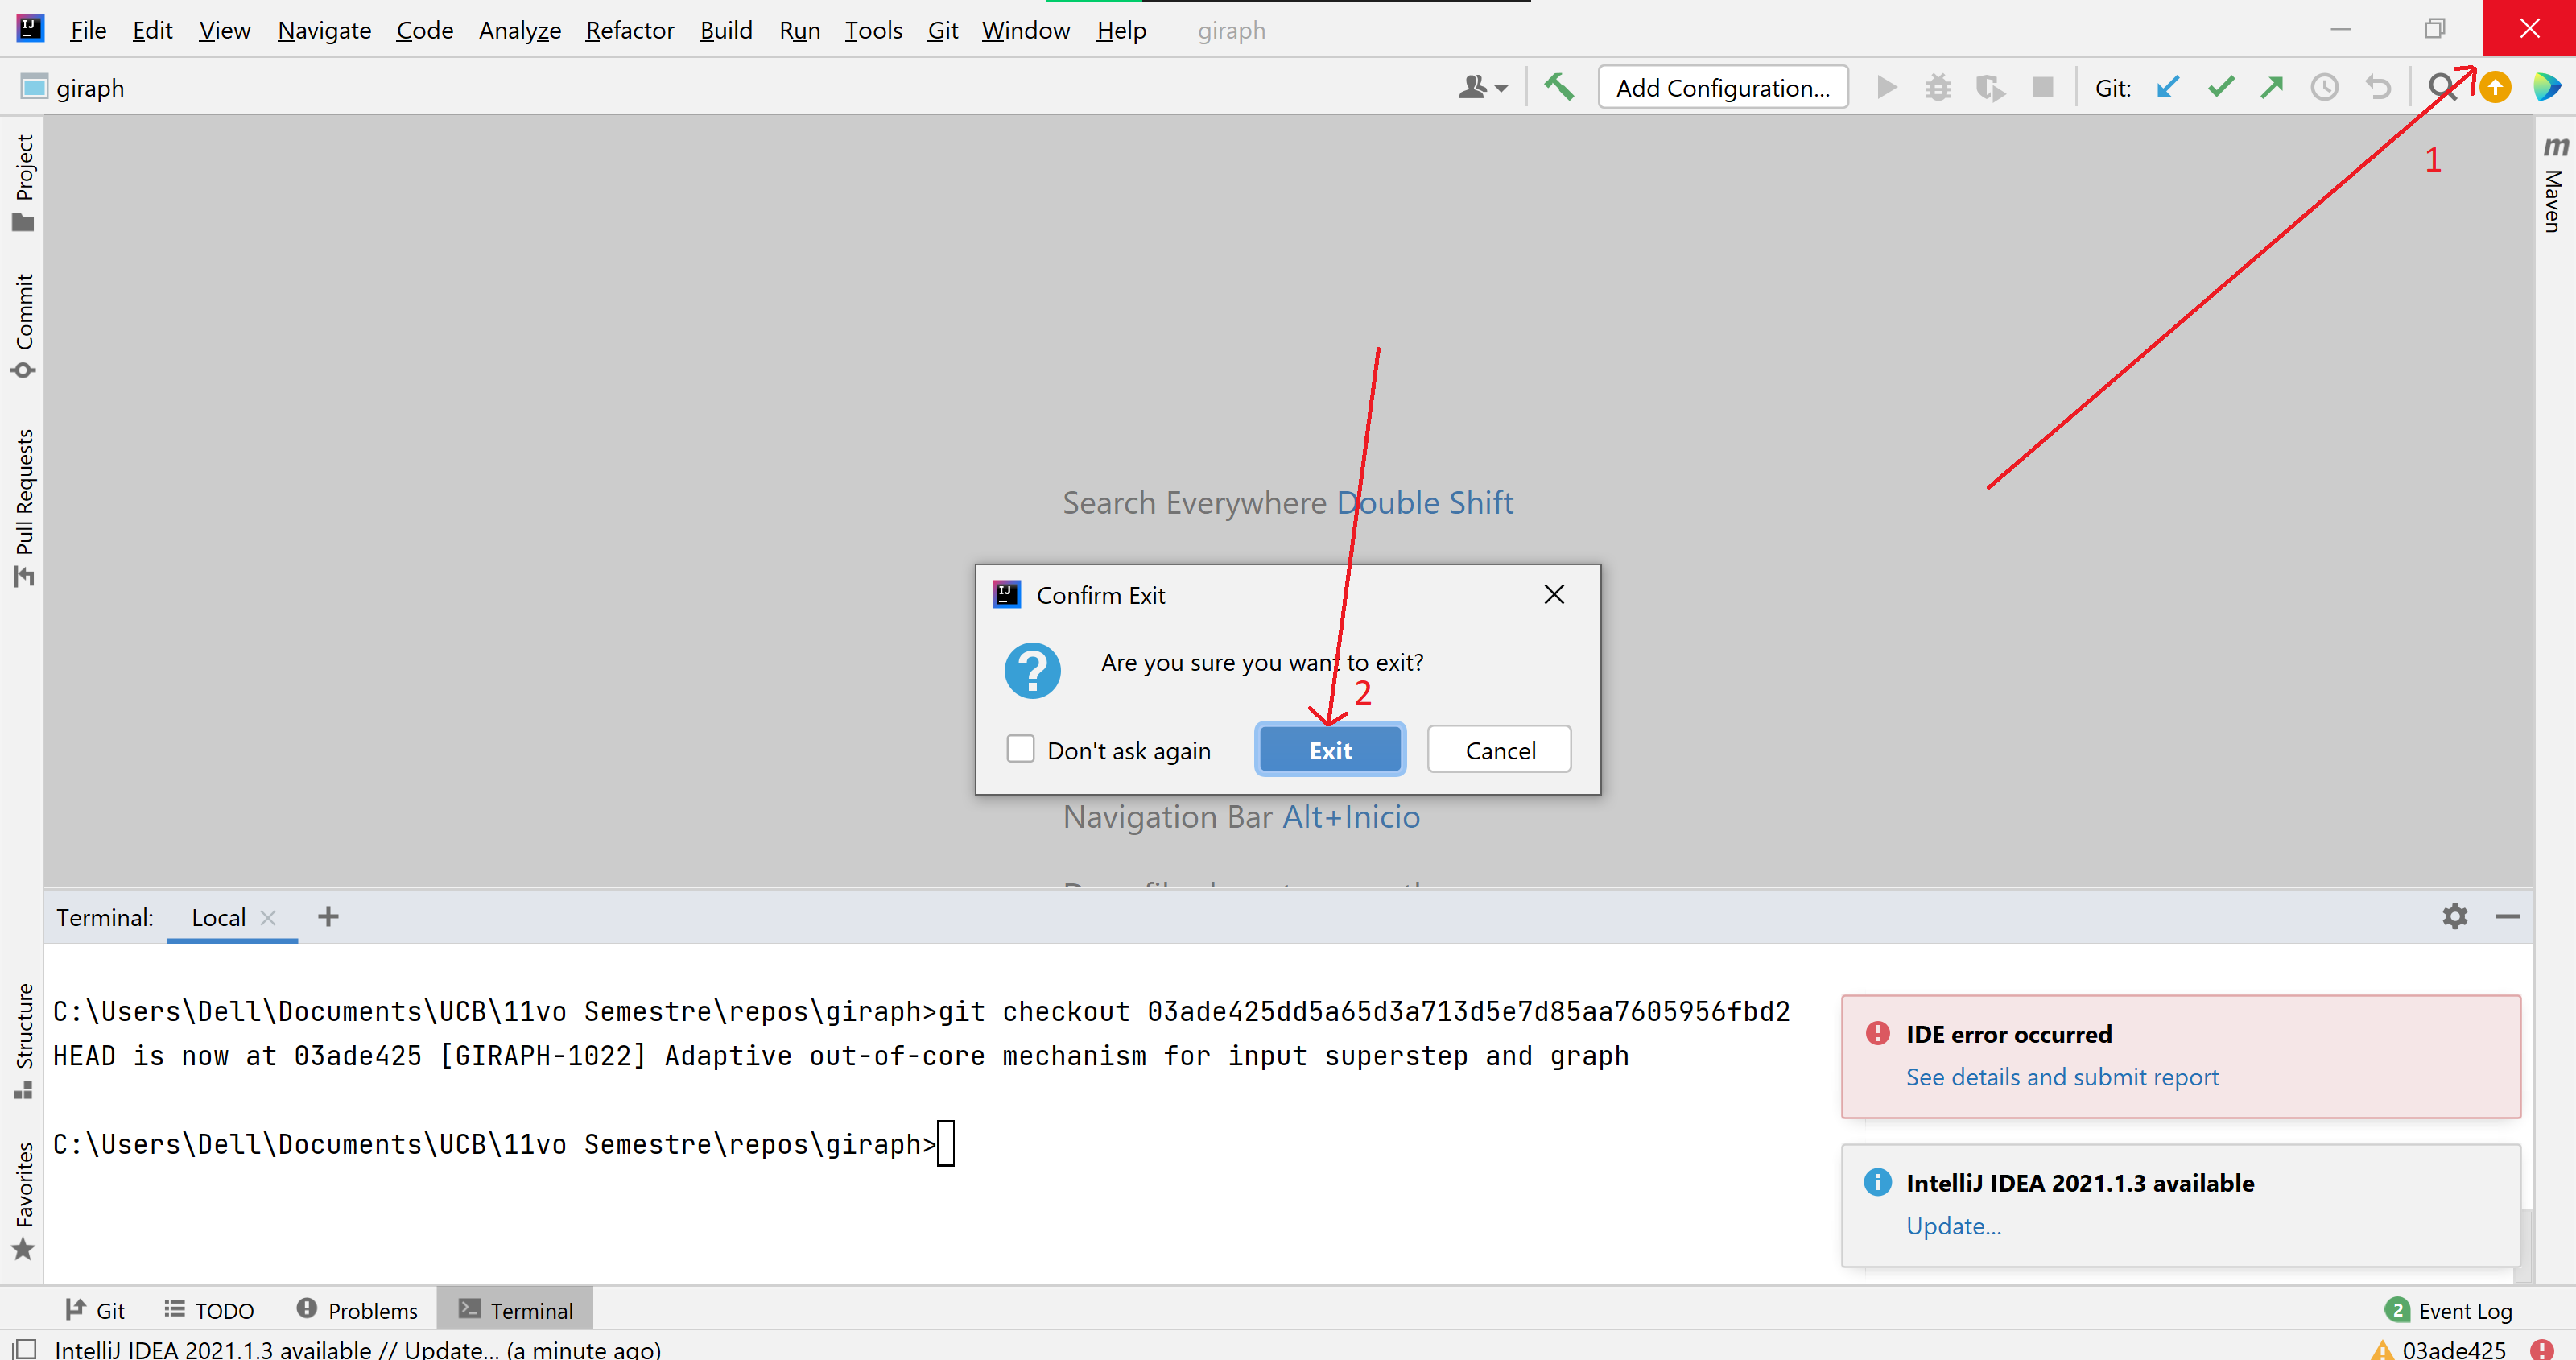 File Edit View Navigate Code Analyze Refactor Build Run Tools Git Window Help giraph
giraph Add Configuration... Git:
1
Project
Commit
Pull Requests
Structure
Favorites
m Maven
Search Everywhere Double Shift
IJ Confirm Exit
Are you sure you want to exit?
2
Don't ask again Exit Cancel
Navigation Bar Alt+Inicio
Terminal: Local
C:\Users\Dell\Documents\UCB\11vo Semestre\repos\giraph>git checkout 03ade425dd5a65d3a713d5e7d85aa7605956fbd2
HEAD is now at 03ade425 [GIRAPH-1022] Adaptive out-of-core mechanism for input superstep and graph
C:\Users\Dell\Documents\UCB\11vo Semestre\repos\giraph>
IDE error occurred
See details and submit report
IntelliJ IDEA 2021.1.3 available
Update...
Git TODO Problems Terminal 2 Event Log
IntelliJ IDEA 2021.1.3 available // Update... (a minute ago) 03ade425